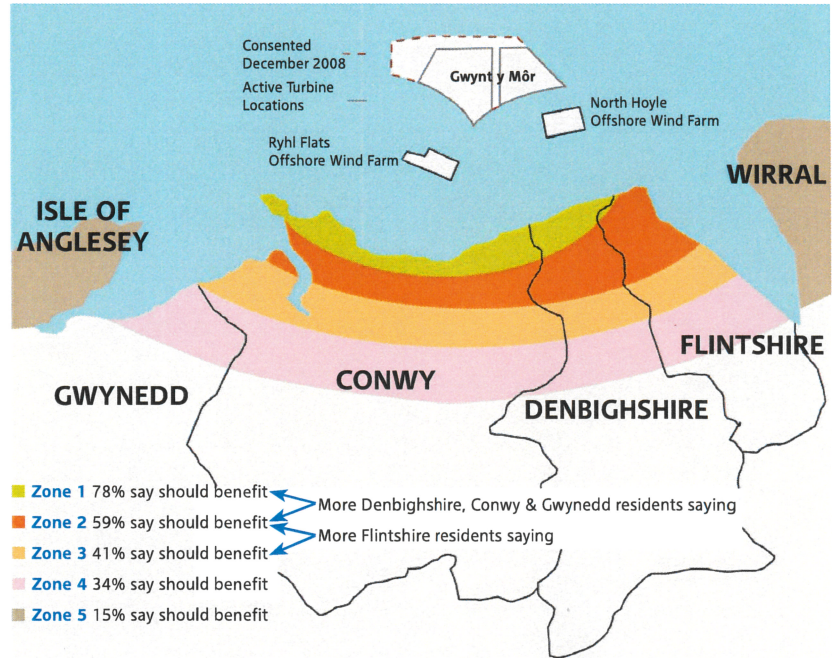 Consented
December 2008
Active Turbine
Locations
Gwynt y Môr
North Hoyle
Offshore Wind Farm
Ryhl Flats
Offshore Wind Farm
WIRRAL
ISLE OF
ANGLESEY
FLINTSHIRE
CONWY
GWYNEDD
DENBIGHSHIRE
Zone 1 78% say should benefit
More Denbighshire, Conwy & Gwynedd residents saying
Zone 2 59% say should benefit
More Flintshire residents saying
Zone 3 41% say should benefit
Zone 4 34% say should benefit
Zone 5 15% say should benefit